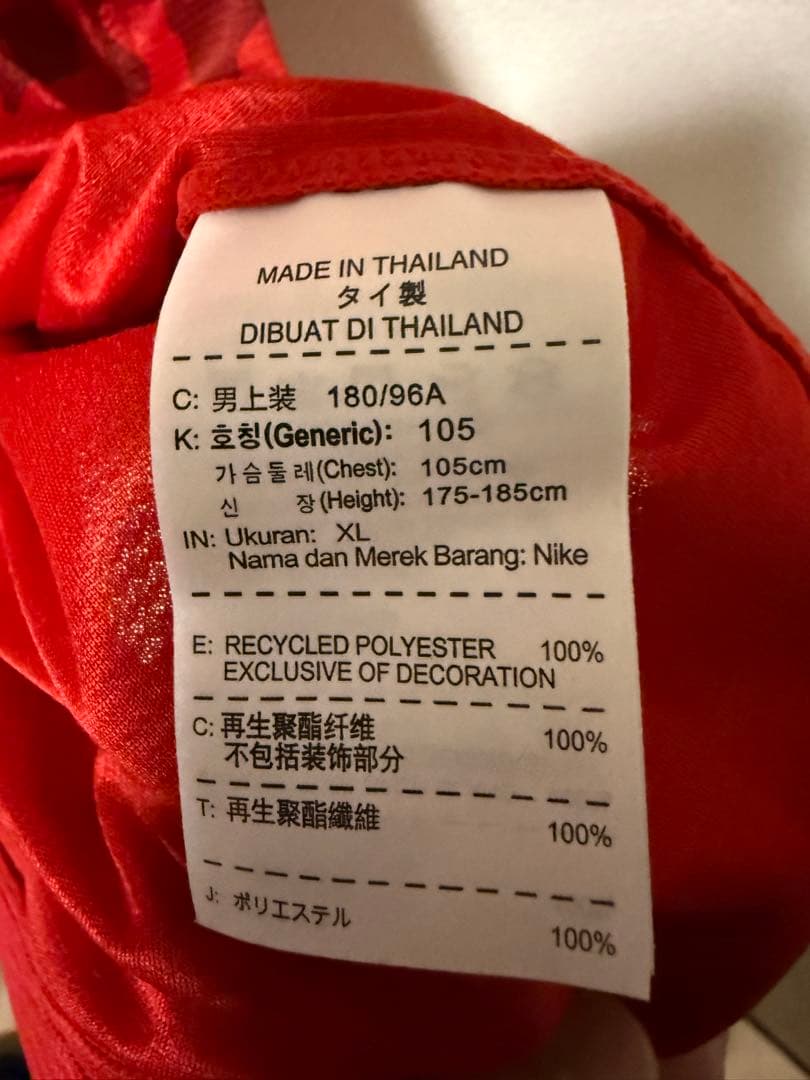 MADE IN THAILAND
タイ製
DIBUAT DI THAILAND
C: 男上装 180/96A
K: 호칭(Generic): 105
가슴둘레(Chest): 105cm
신 장(Height): 175-185cm
IN: Ukuran: XL
Nama dan Merek Barang: Nike
E: RECYCLED POLYESTER 100%
EXCLUSIVE OF DECORATION
C: 再生聚酯纤维 100%
不包括装饰部分
T: 再生聚酯纖維 100%
J: ポリエステル 100%